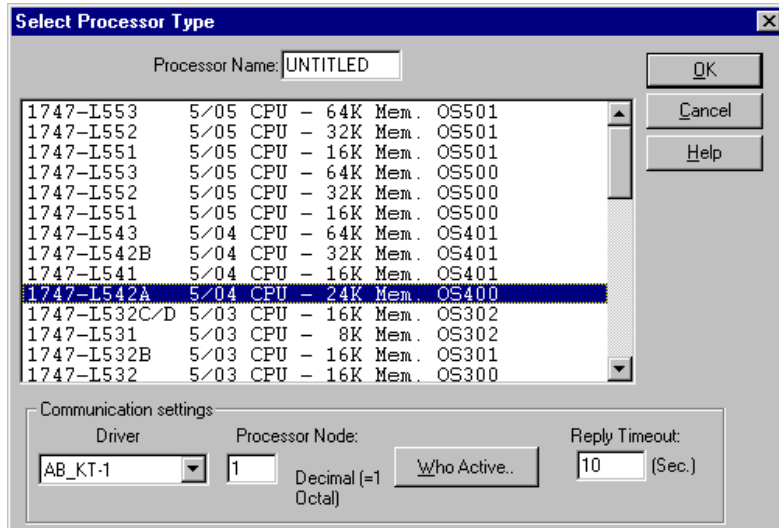 Select Processor Type
Processor Name: UNTITLED
OK
Cancel
Help
1747-L553 5/05 CPU - 64K Mem. OS501
1747-L552 5/05 CPU - 32K Mem. OS501
1747-L551 5/05 CPU - 16K Mem. OS501
1747-L553 5/05 CPU - 64K Mem. OS500
1747-L552 5/05 CPU - 32K Mem. OS500
1747-L551 5/05 CPU - 16K Mem. OS500
1747-L543 5/04 CPU - 64K Mem. OS401
1747-L542B 5/04 CPU - 32K Mem. OS401
1747-L541 5/04 CPU - 16K Mem. OS401
1747-L542A 5/04 CPU - 24K Mem. OS400
1747-L532C/D 5/03 CPU - 16K Mem. OS302
1747-L531 5/03 CPU - 8K Mem. OS302
1747-L532B 5/03 CPU - 16K Mem. OS301
1747-L532 5/03 CPU - 16K Mem. OS300
Communication settings
Driver
AB_KT-1
Processor Node:
1 Decimal (=1
Octal)
Who Active..
Reply Timeout:
10 (Sec.)